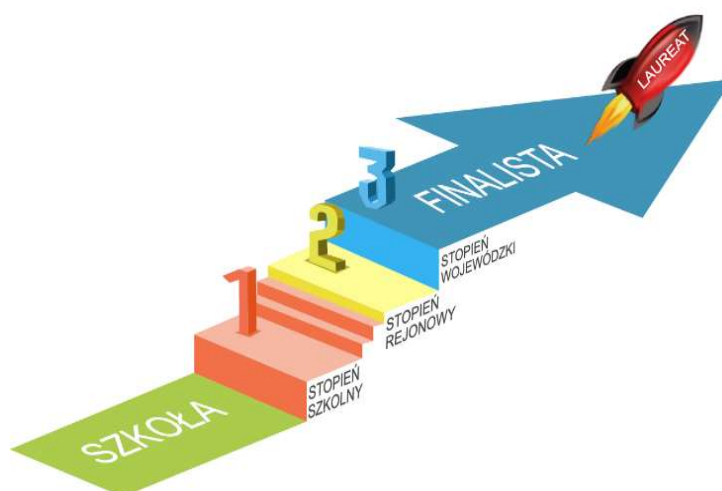 LAUREAT
3
FINALISTA
2
STOPIEŃ
WOJEWÓDZKI
1
STOPIEŃ
REJONOWY
STOPIEŃ
SZKOLNY
SZKOŁA